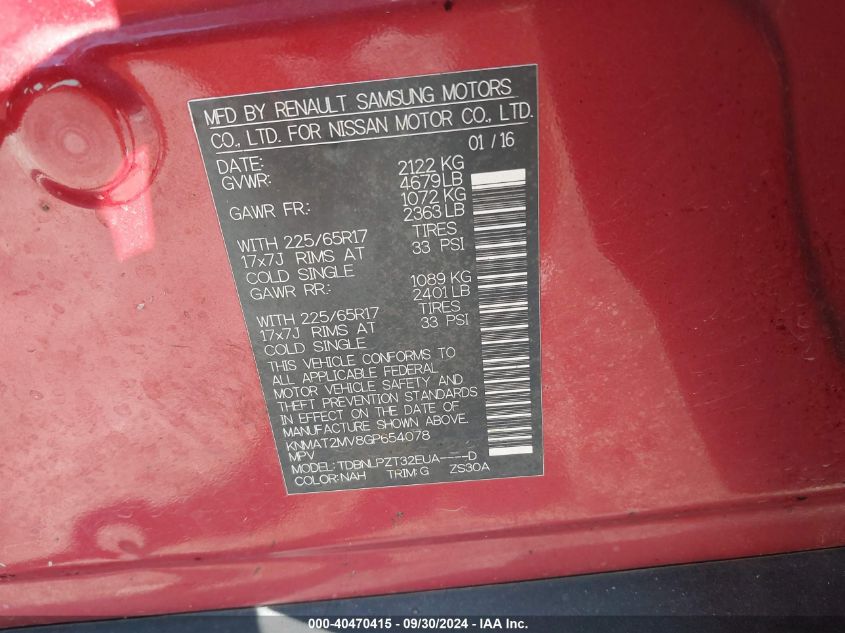 MFD BY RENAULT SAMSUNG MOTORS
CO., LTD. FOR NISSAN MOTOR CO., LTD.
DATE: 01 / 16
GVWR: 2122 KG
4679 LB
GAWR FR.: 1072 KG
2363 LB
WITH 225/65R17 TIRES
17x7J RIMS AT 33 PSI
COLD SINGLE
GAWR RR.: 1089 KG
2401 LB
WITH 225/65R17 TIRES
17x7J RIMS AT 33 PSI
COLD SINGLE
THIS VEHICLE CONFORMS TO
ALL APPLICABLE FEDERAL
MOTOR VEHICLE SAFETY AND
THEFT PREVENTION STANDARDS
IN EFFECT ON THE DATE OF
MANUFACTURE SHOWN ABOVE.
KNMAT2MV8GP654078
MPV
MODEL: TDBNLPZT32EUA----D
COLOR: NAH TRIM: G ZS30A
000-40470415 - 09/30/2024 - IAA Inc.